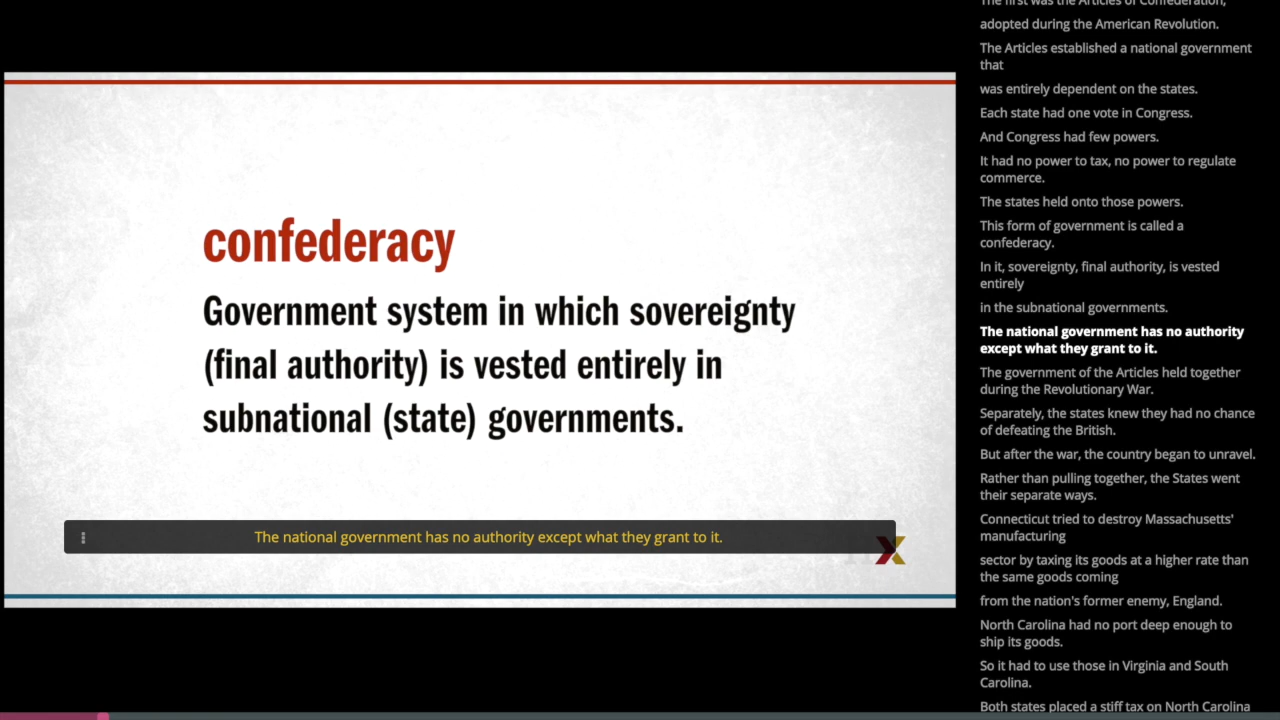 confederacy
Government system in which sovereignty
(final authority) is vested entirely in
subnational (state) governments.
The national government has no authority except what they grant to it.
The first was the Articles of Confederation,
adopted during the American Revolution.
The Articles established a national government
that
was entirely dependent on the states.
Each state had one vote in Congress.
And Congress had few powers.
It had no power to tax, no power to regulate
commerce.
The states held onto those powers.
This form of government is called a
confederacy.
In it, sovereignty, final authority, is vested
entirely
in the subnational governments.
The national government has no authority
except what they grant to it.
The government of the Articles held together
during the Revolutionary War.
Separately, the states knew they had no chance
of defeating the British.
But after the war, the country began to unravel.
Rather than pulling together, the States went
their separate ways.
Connecticut tried to destroy Massachusetts'
manufacturing
sector by taxing its goods at a higher rate than
the same goods coming
from the nation's former enemy, England.
North Carolina had no port deep enough to
ship its goods.
So it had to use those in Virginia and South
Carolina.
Both states placed a stiff tax on North Carolina